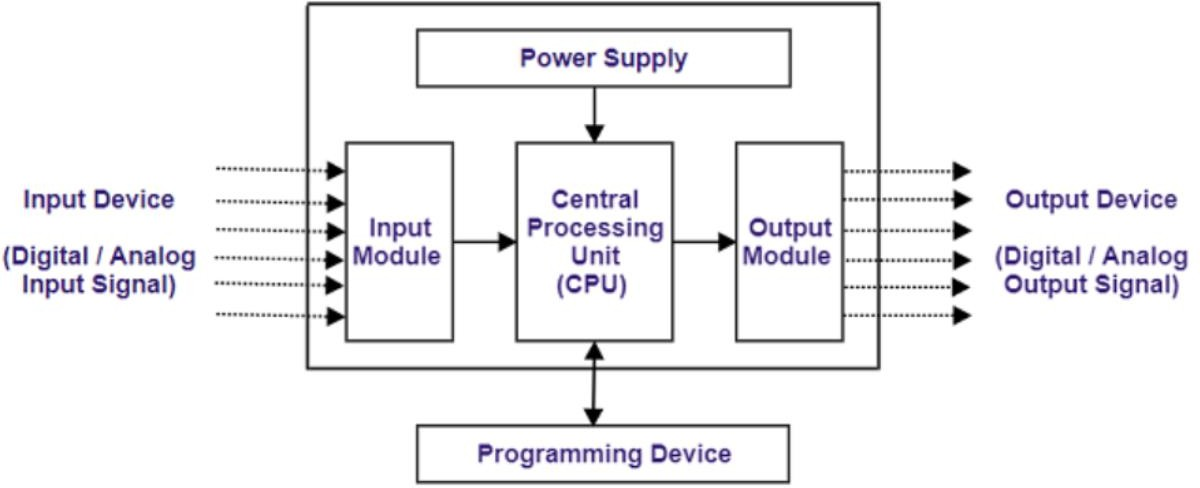 Power Supply
Input Device
(Digital / Analog
Input Signal)
Input
Module
Central
Processing
Unit
(CPU)
Output
Module
Output Device
(Digital / Analog
Output Signal)
Programming Device